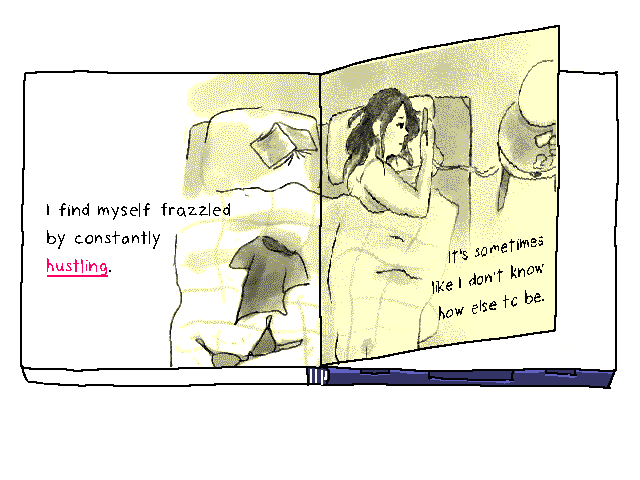 I find myself frazzled
by constantly
hustling.
It's sometimes
like I don't know
how else to be.